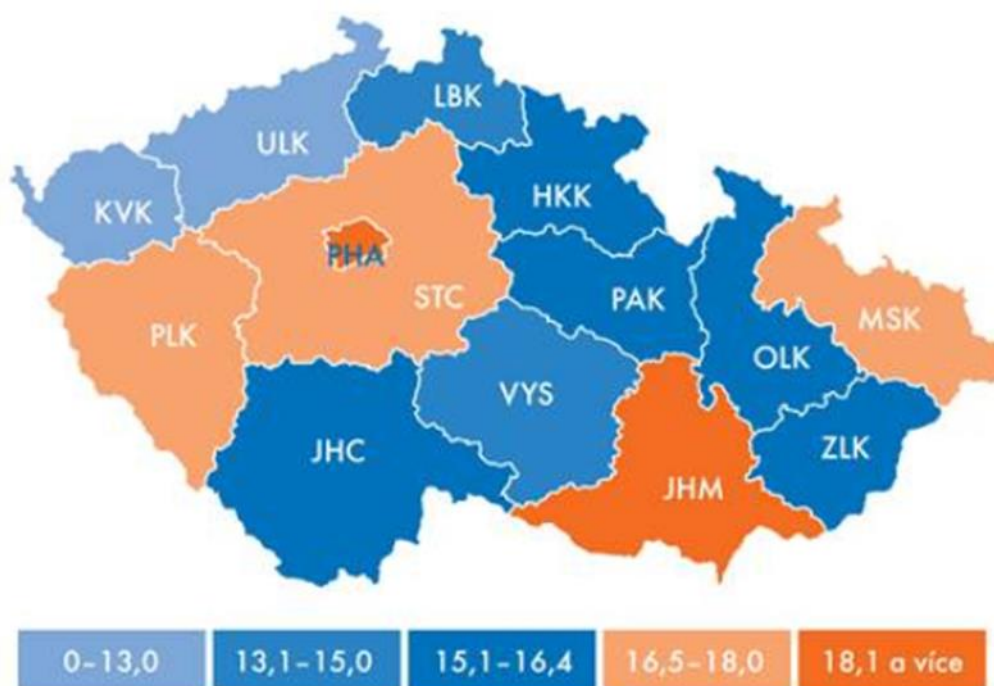 LBK
ULK
HKK
KVK
PHA
STC
PAK
MSK
PLK
OLK
VYS
JHC
ZLK
JHM
0–13,0
13,1–15,0
15,1–16,4
16,5–18,0
18,1 a více